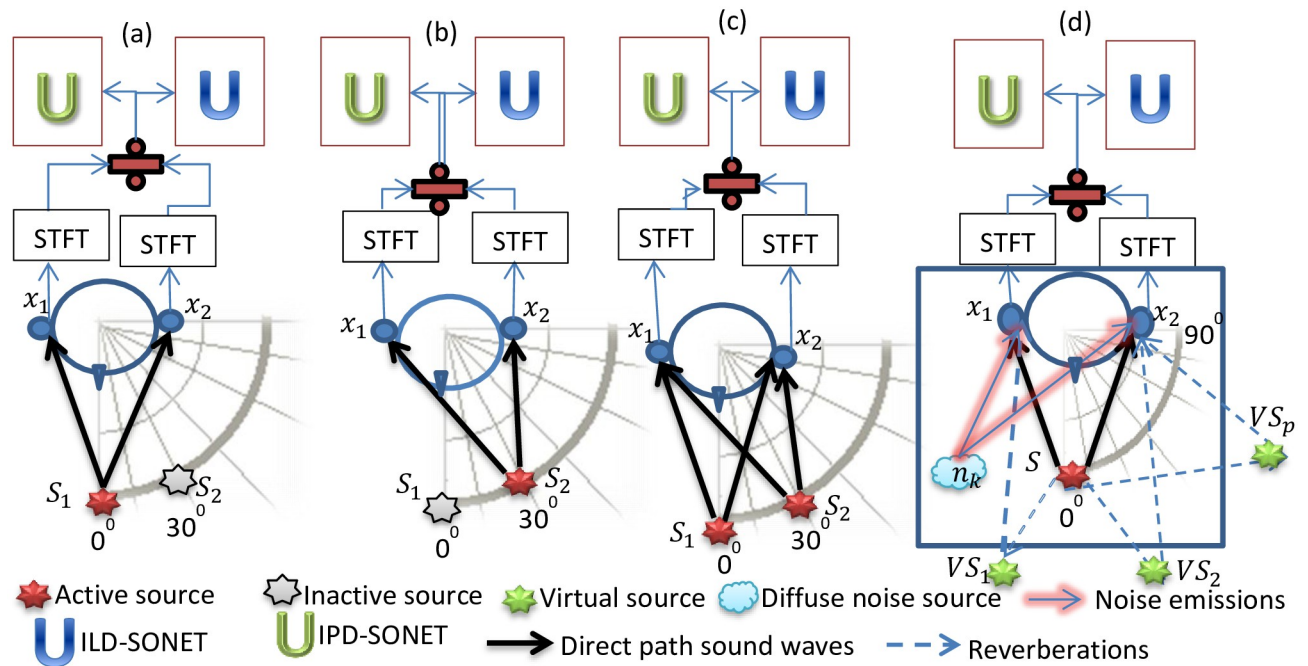 (a) (b) (c) (d)
U U U U U U U U
STFT STFT STFT STFT STFT STFT STFT STFT
x₁ x₂ x₁ x₂ x₁ x₂ x₁ x₂
90⁰
VSₚ
S₁ S₂ S₁ S₂ S₁ S₂ nₖ S
0⁰ 30⁰ 0⁰ 30⁰ 0⁰ 30⁰ 0⁰
VS₁ VS₂
Active source Inactive source Virtual source Diffuse noise source Noise emissions
U ILD-SONET U IPD-SONET Direct path sound waves Reverberations